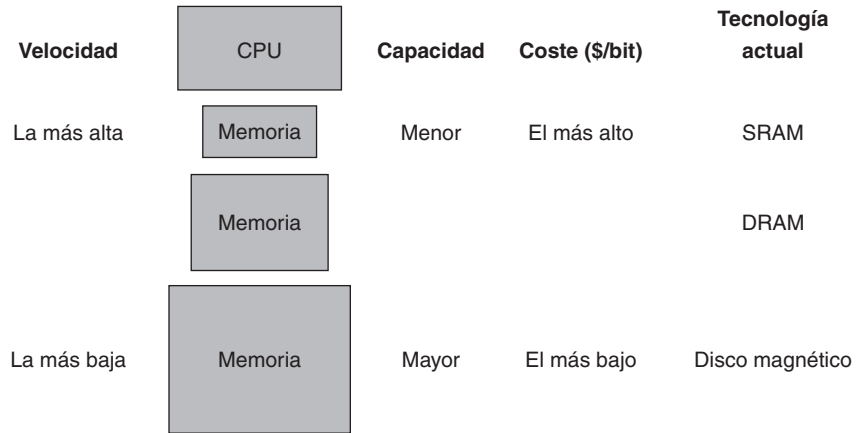 Velocidad CPU Capacidad Coste ($/bit) Tecnología
actual
La más alta Memoria Menor El más alto SRAM
Memoria DRAM
La más baja Memoria Mayor El más bajo Disco magnético